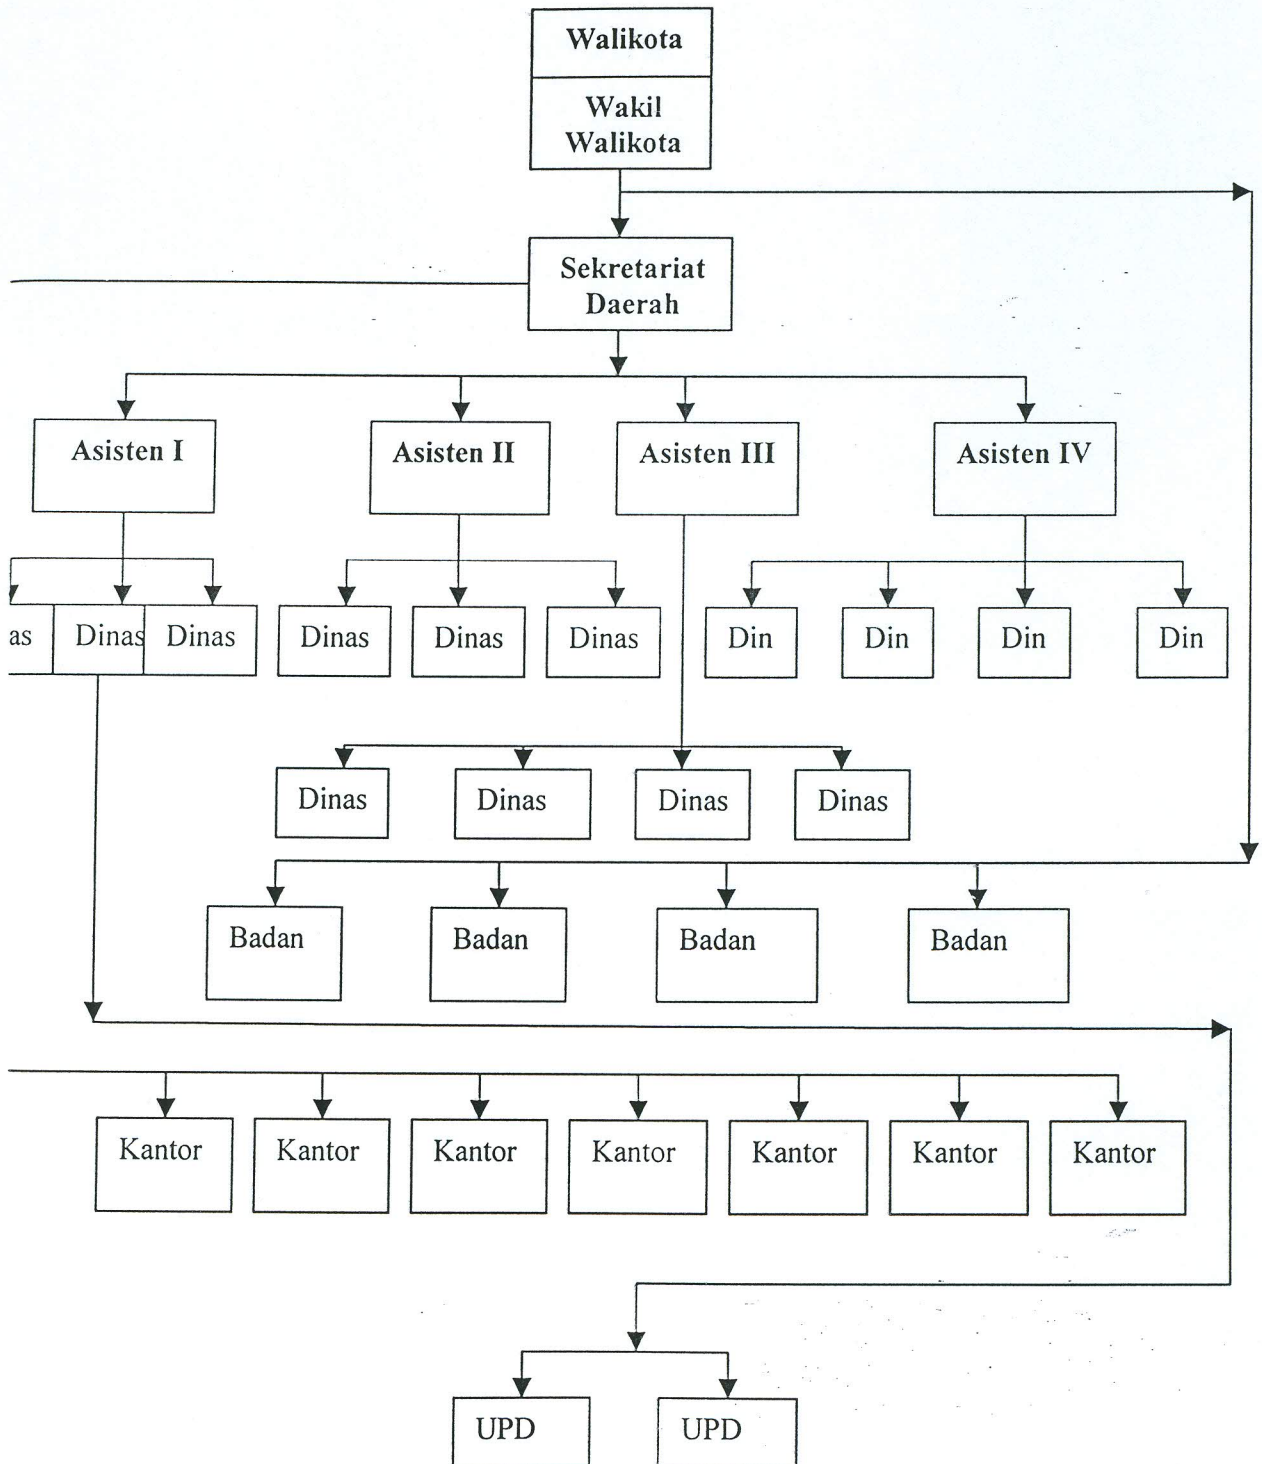 Walikota
Wakil
Walikota
Sekretariat
Daerah
Asisten I
Asisten II
Asisten III
Asisten IV
as
Dinas
Dinas
Dinas
Dinas
Dinas
Din
Din
Din
Din
Dinas
Dinas
Dinas
Dinas
Badan
Badan
Badan
Badan
Kantor
Kantor
Kantor
Kantor
Kantor
Kantor
Kantor
UPD
UPD